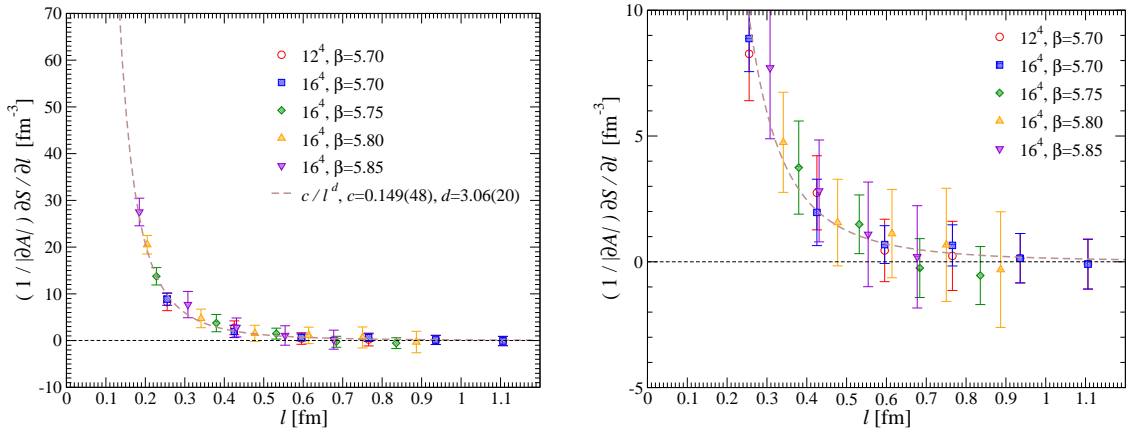 70
60
50
40
30
20
10
0
-10
( 1 / |∂A| ) ∂S / ∂l [fm⁻³]
12⁴, β=5.70
16⁴, β=5.70
16⁴, β=5.75
16⁴, β=5.80
16⁴, β=5.85
c / l^d, c=0.149(48), d=3.06(20)
0 0.1 0.2 0.3 0.4 0.5 0.6 0.7 0.8 0.9 1 1.1
l [fm]
10
5
0
-5
( 1 / |∂A| ) ∂S / ∂l [fm⁻³]
12⁴, β=5.70
16⁴, β=5.70
16⁴, β=5.75
16⁴, β=5.80
16⁴, β=5.85
0 0.1 0.2 0.3 0.4 0.5 0.6 0.7 0.8 0.9 1 1.1
l [fm]